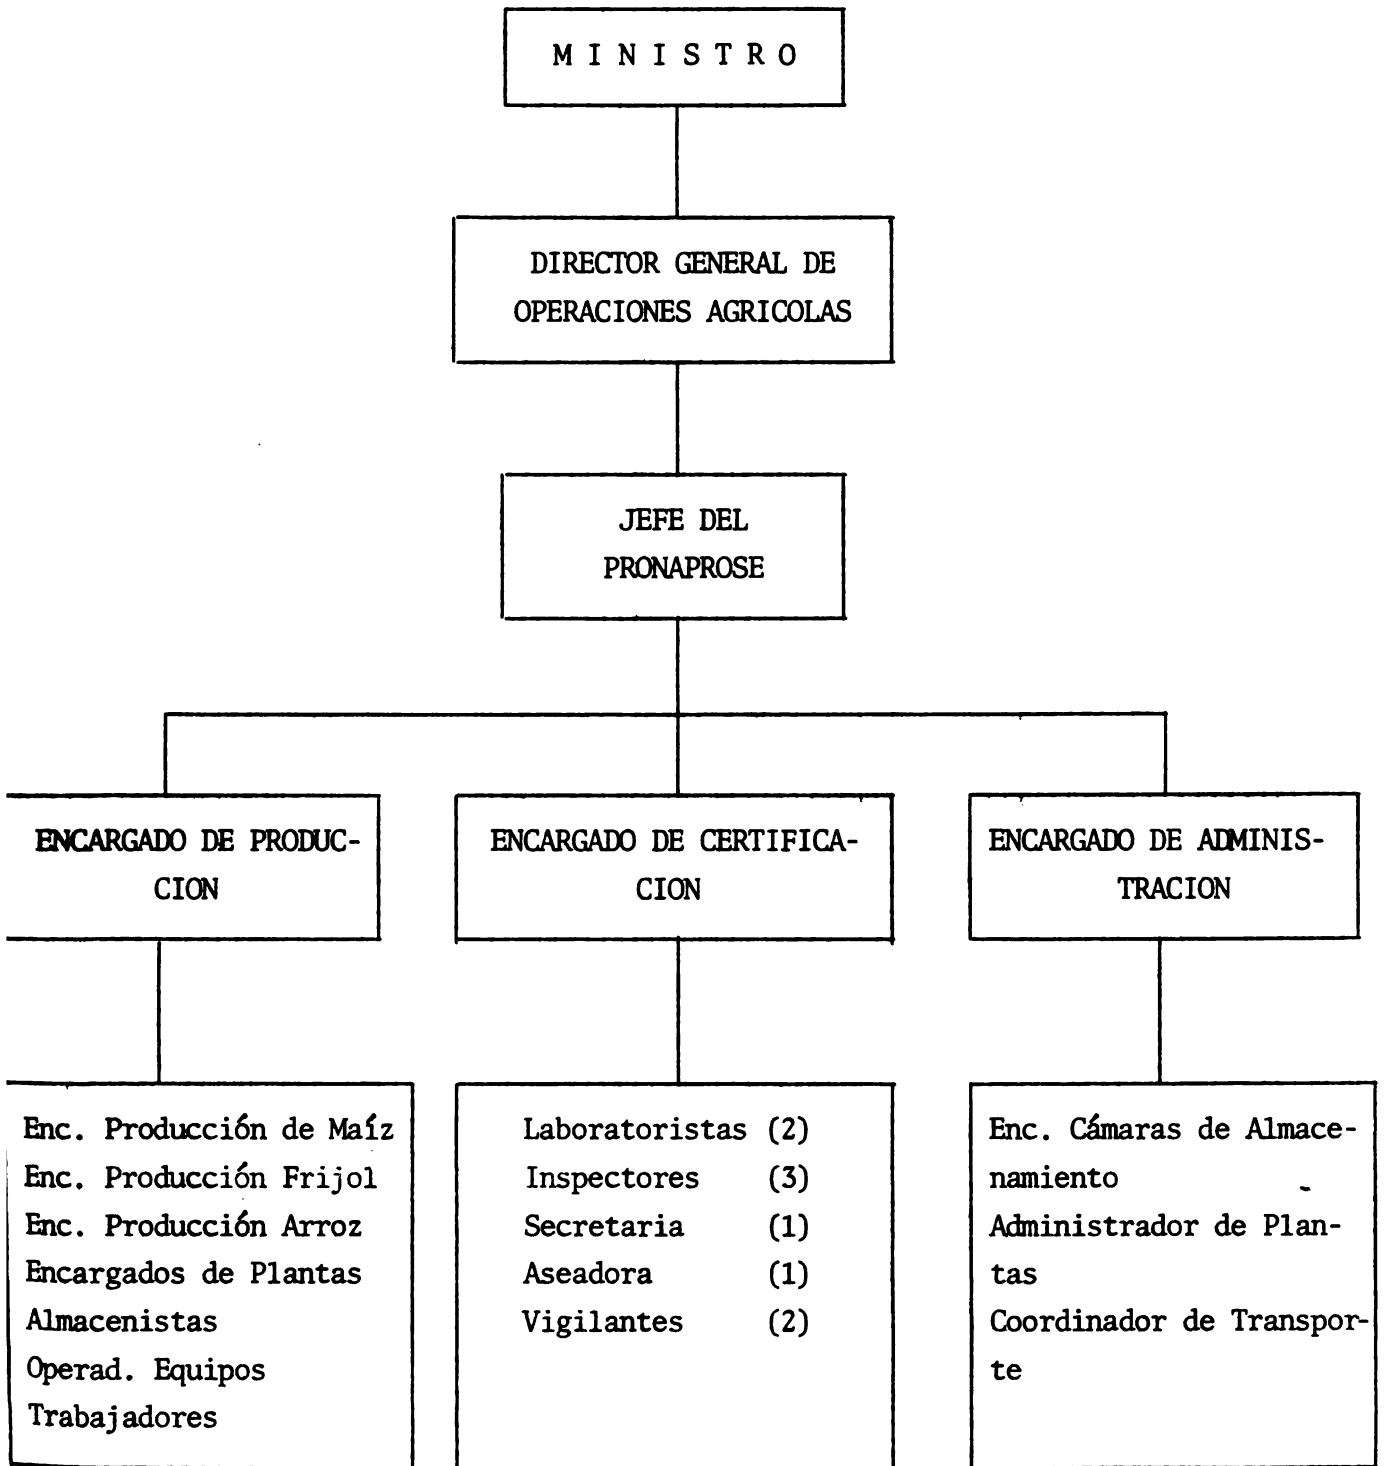 M I N I S T R O
DIRECTOR GENERAL DE
OPERACIONES AGRICOLAS
JEFE DEL
PRONAPROSE
ENCARGADO DE PRODUC-
CION
ENCARGADO DE CERTIFICA-
CION
ENCARGADO DE ADMINIS-
TRACION
Enc. Producción de Maíz
Enc. Producción Frijol
Enc. Producción Arroz
Encargados de Plantas
Almacenistas
Operad. Equipos
Trabajadores
Laboratoristas (2)
Inspectores (3)
Secretaria (1)
Aseadora (1)
Vigilantes (2)
Enc. Cámaras de Almace-
namiento
Administrador de Plan-
tas
Coordinador de Transpor-
te